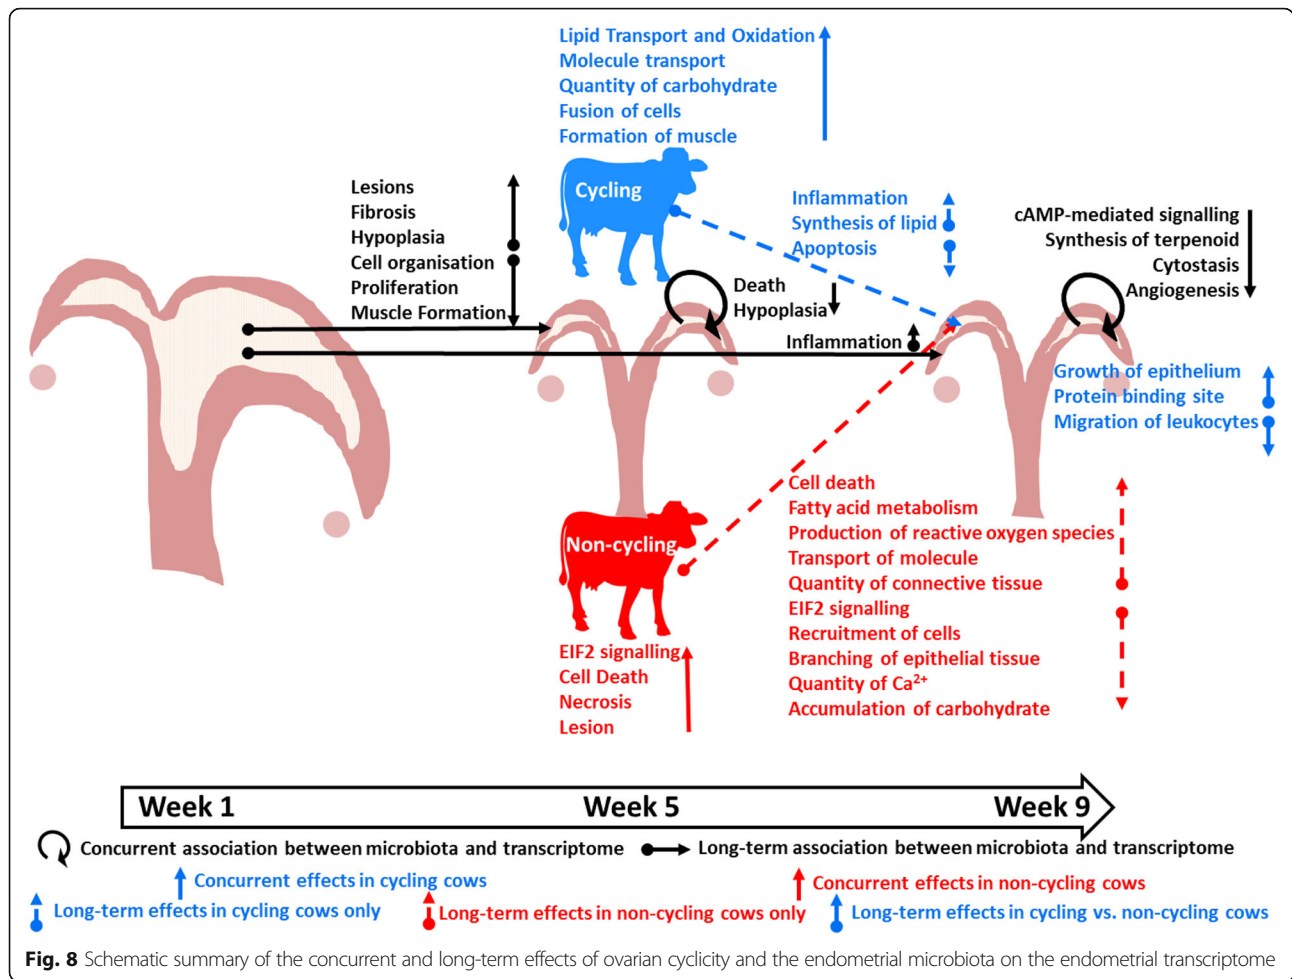 Lipid Transport and Oxidation
Molecule transport
Quantity of carbohydrate
Fusion of cells
Formation of muscle
Cycling
Lesions
Fibrosis
Hypoplasia
Cell organisation
Proliferation
Muscle Formation
Death
Hypoplasia
Inflammation
Synthesis of lipid
Apoptosis
Inflammation
cAMP-mediated signalling
Synthesis of terpenoid
Cytostasis
Angiogenesis
Growth of epithelium
Protein binding site
Migration of leukocytes
Non-cycling
EIF2 signalling
Cell Death
Necrosis
Lesion
Cell death
Fatty acid metabolism
Production of reactive oxygen species
Transport of molecule
Quantity of connective tissue
EIF2 signalling
Recruitment of cells
Branching of epithelial tissue
Quantity of Ca²⁺
Accumulation of carbohydrate
Week 1 Week 5 Week 9
Concurrent association between microbiota and transcriptome Long-term association between microbiota and transcriptome
Concurrent effects in cycling cows Concurrent effects in non-cycling cows
Long-term effects in cycling cows only Long-term effects in non-cycling cows only Long-term effects in cycling vs. non-cycling cows
Fig. 8 Schematic summary of the concurrent and long-term effects of ovarian cyclicity and the endometrial microbiota on the endometrial transcriptome